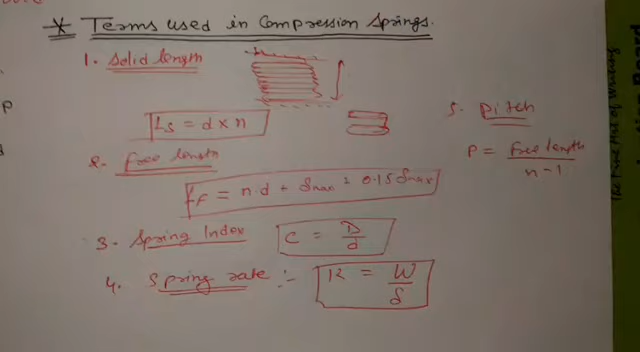 * Terms used in Compression Springs.
1. Solid length
Ls = d x n
2. Free length
LF = n.d + δmax + 0.15 δmax
3. Spring Index C = D/d
4. Spring rate :- K = W/δ
5. Pitch
P = Free length / n-1